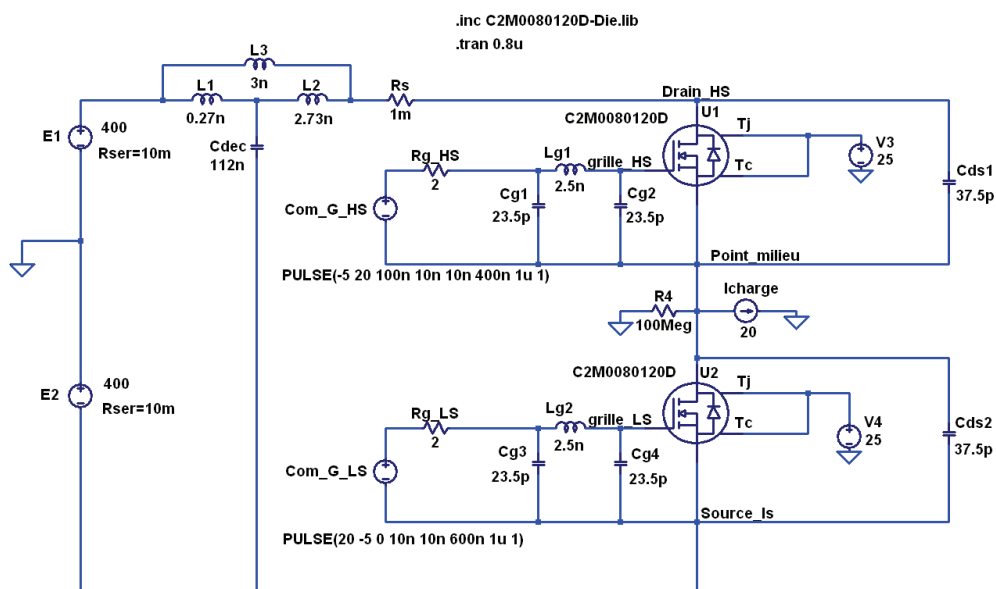 .inc C2M0080120D-Die.lib
.tran 0.8u
L3
3n
L1
0.27n
L2
2.73n
Rs
1m
E1
400
Rser=10m
Cdec
112n
Drain_HS
U1
C2M0080120D
Tj
Tc
V3
25
Cds1
37.5p
Rg_HS
2
Lg1
2.5n
grille_HS
Com_G_HS
Cg1
23.5p
Cg2
23.5p
PULSE(-5 20 100n 10n 10n 400n 1u 1)
Point_milieu
R4
100Meg
Icharge
20
E2
400
Rser=10m
C2M0080120D
U2
Tj
Tc
V4
25
Cds2
37.5p
Rg_LS
2
Lg2
2.5n
grille_LS
Com_G_LS
Cg3
23.5p
Cg4
23.5p
Source_ls
PULSE(20 -5 0 10n 10n 600n 1u 1)